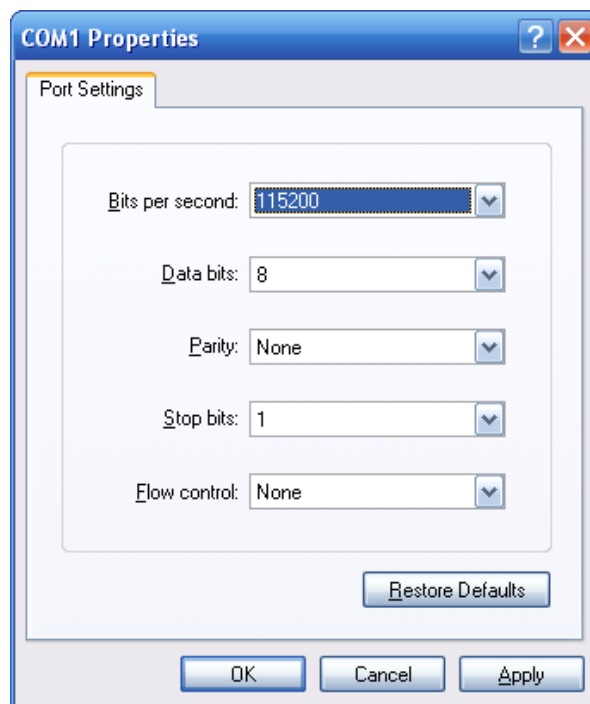 COM1 Properties
Port Settings
Bits per second: 115200
Data bits: 8
Parity: None
Stop bits: 1
Flow control: None
Restore Defaults
OK Cancel Apply